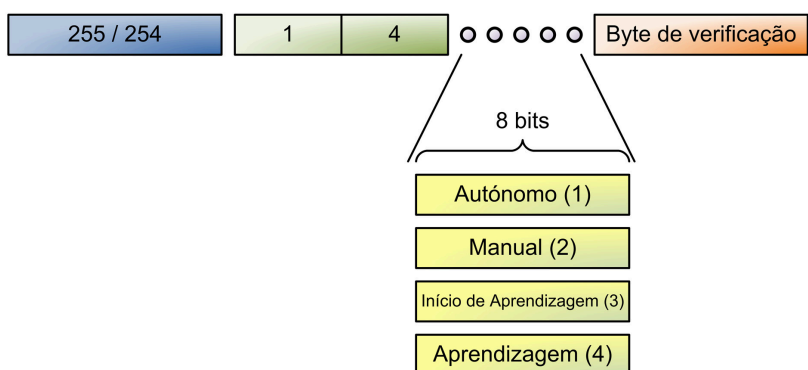 255 / 254 1 4 Byte de verificação
8 bits
Autónomo (1)
Manual (2)
Início de Aprendizagem (3)
Aprendizagem (4)